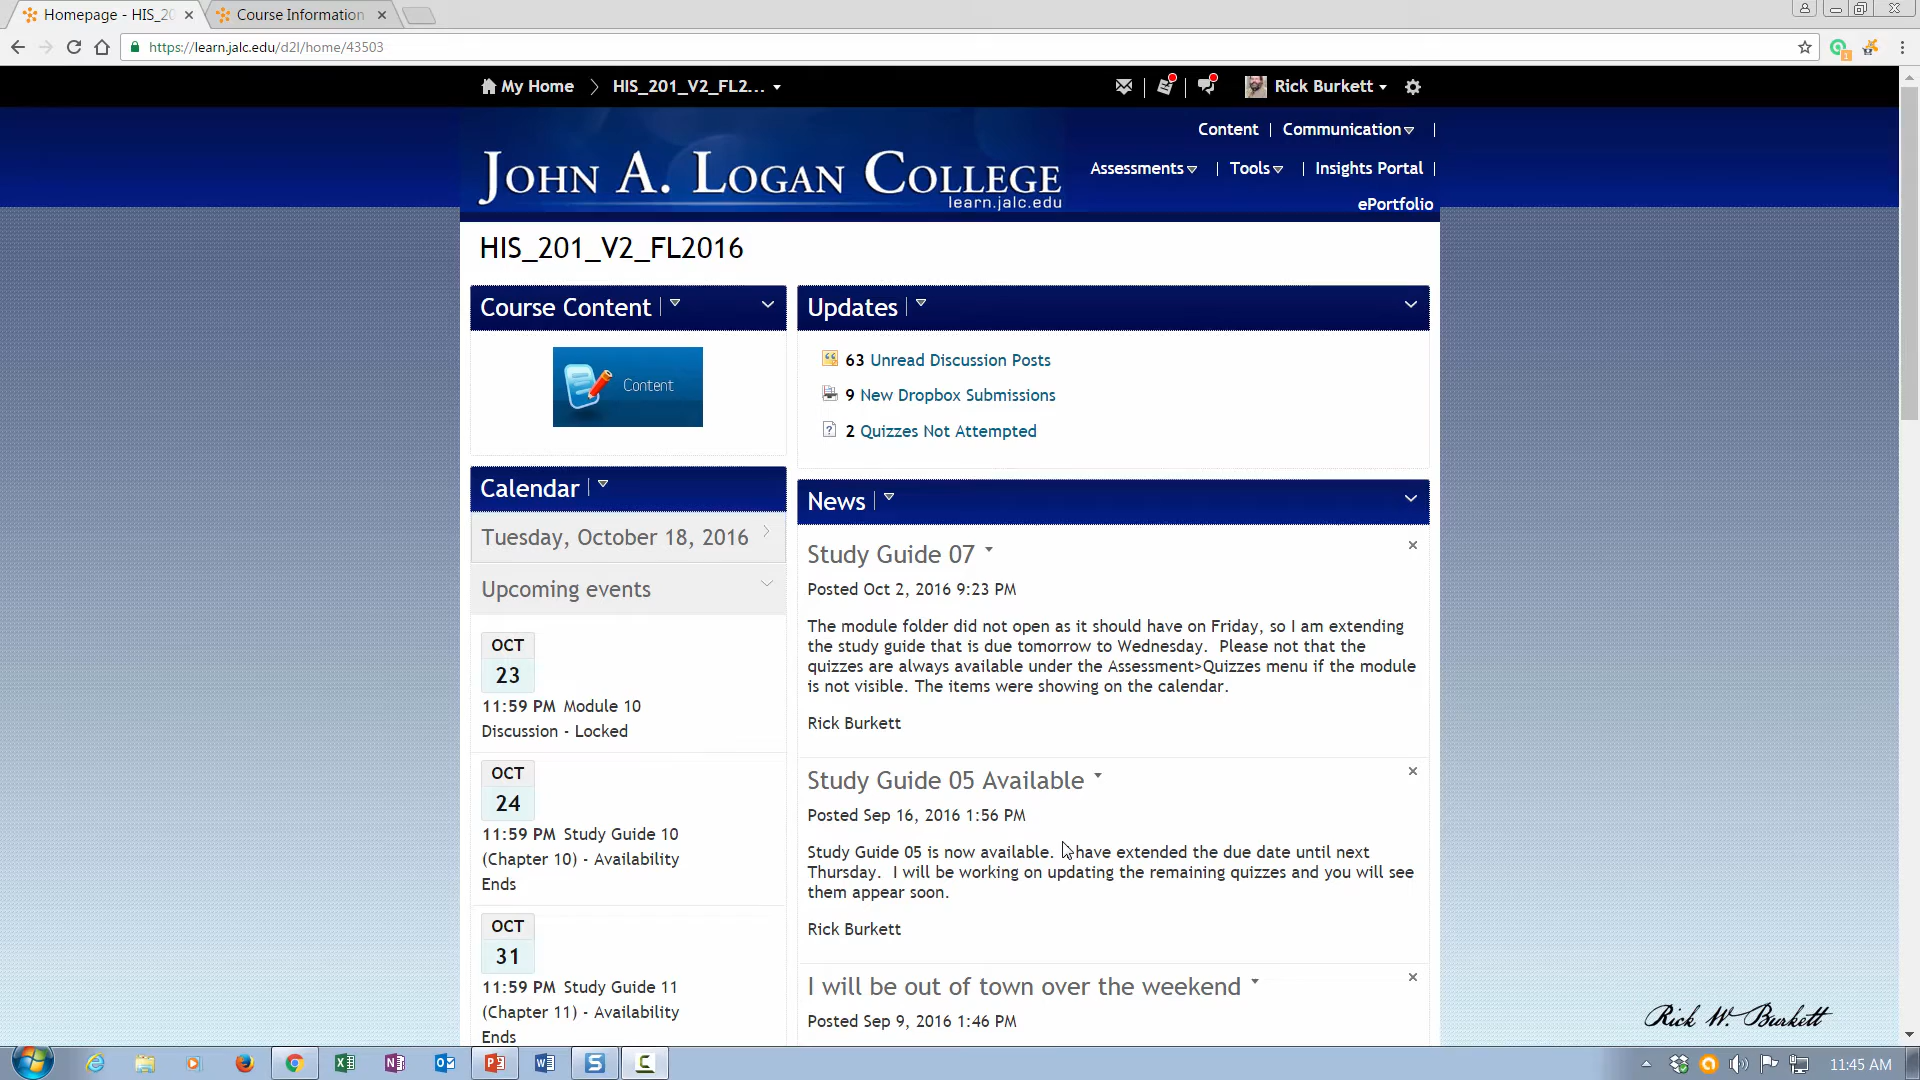 Homepage - HIS_20
Course Information
https://learn.jalc.edu/d2l/home/43503
My Home
HIS_201_V2_FL2...
Rick Burkett
Content
Communication
JOHN A. LOGAN COLLEGE
learn.jalc.edu
Assessments
Tools
Insights Portal
ePortfolio
HIS_201_V2_FL2016
Course Content
Content
Updates
63 Unread Discussion Posts
9 New Dropbox Submissions
2 Quizzes Not Attempted
Calendar
Tuesday, October 18, 2016
Upcoming events
OCT
23
11:59 PM Module 10
Discussion - Locked
OCT
24
11:59 PM Study Guide 10
(Chapter 10) - Availability
Ends
OCT
31
11:59 PM Study Guide 11
(Chapter 11) - Availability
Ends
News
Study Guide 07
Posted Oct 2, 2016 9:23 PM
The module folder did not open as it should have on Friday, so I am extending
the study guide that is due tomorrow to Wednesday. Please not that the
quizzes are always available under the Assessment>Quizzes menu if the module
is not visible. The items were showing on the calendar.
Rick Burkett
Study Guide 05 Available
Posted Sep 16, 2016 1:56 PM
Study Guide 05 is now available. I have extended the due date until next
Thursday. I will be working on updating the remaining quizzes and you will see
them appear soon.
Rick Burkett
I will be out of town over the weekend
Posted Sep 9, 2016 1:46 PM
Rick W. Burkett
11:45 AM